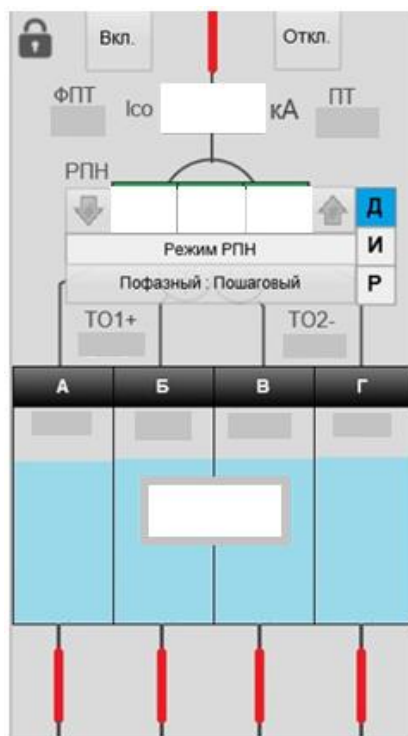 Вкл.
Откл.
ФПТ
Ico
кА
ПТ
РПН
Д
Режим РПН
И
Пофазный : Пошаговый
Р
ТО1+
ТО2-
А
Б
В
Г